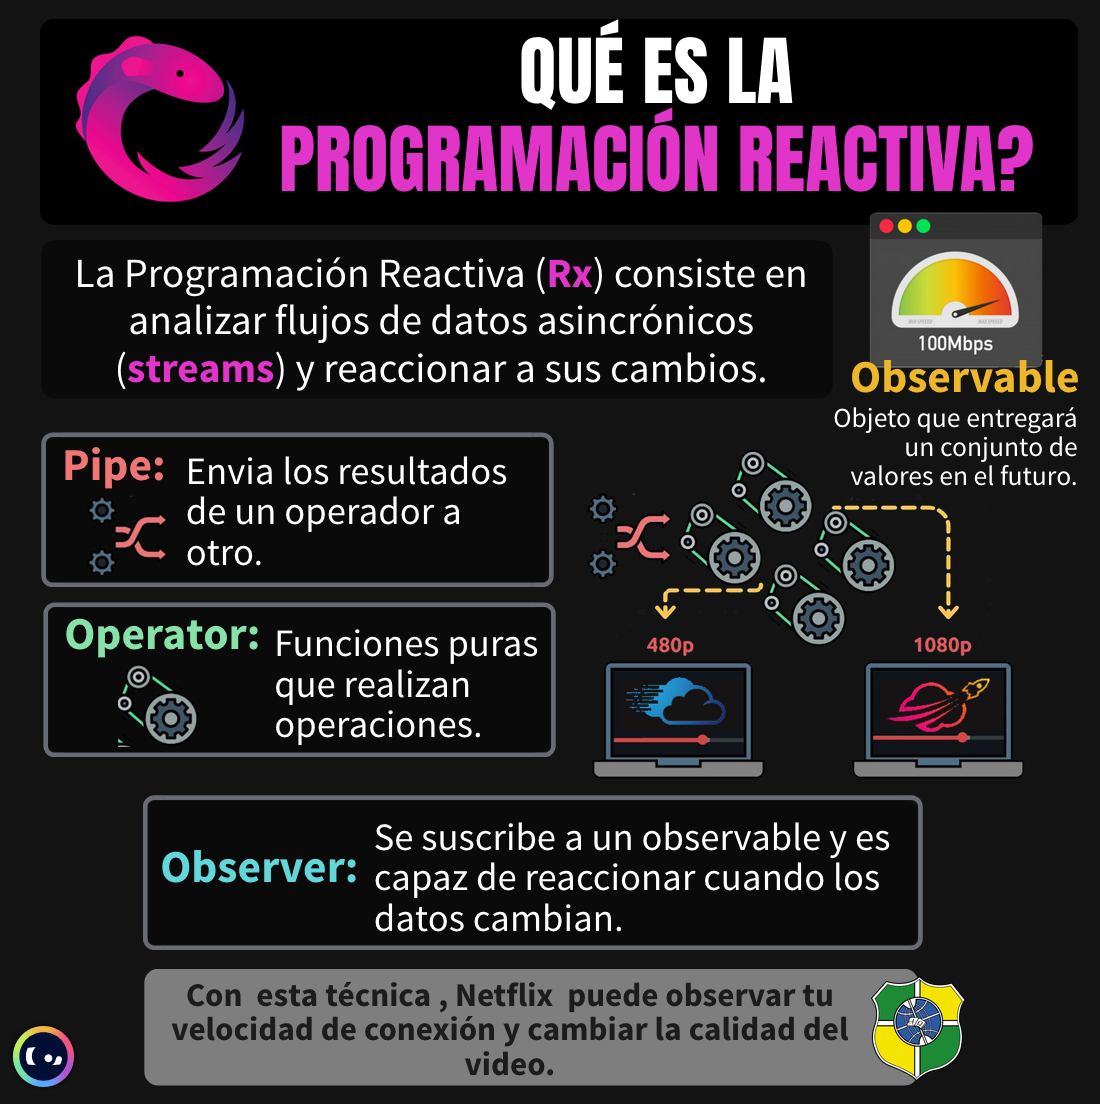 QUÉ ES LA
PROGRAMACIÓN REACTIVA?
La Programación Reactiva (Rx) consiste en
analizar flujos de datos asincrónicos
(streams) y reaccionar a sus cambios.
MIN SPEED
MAX SPEED
100Mbps
Observable
Objeto que entregará
un conjunto de
valores en el futuro.
Pipe:
Envia los resultados
de un operador a
otro.
Operator:
Funciones puras
que realizan
operaciones.
480p
1080p
Observer:
Se suscribe a un observable y es
capaz de reaccionar cuando los
datos cambian.
Con esta técnica , Netflix puede observar tu
velocidad de conexión y cambiar la calidad del
video.